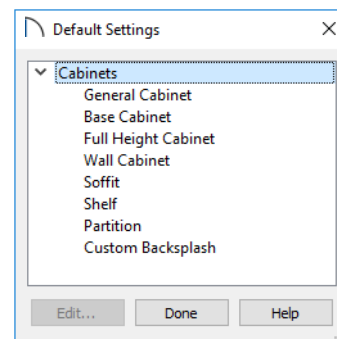 Default Settings
Cabinets
General Cabinet
Base Cabinet
Full Height Cabinet
Wall Cabinet
Soffit
Shelf
Partition
Custom Backsplash
Edit... Done Help